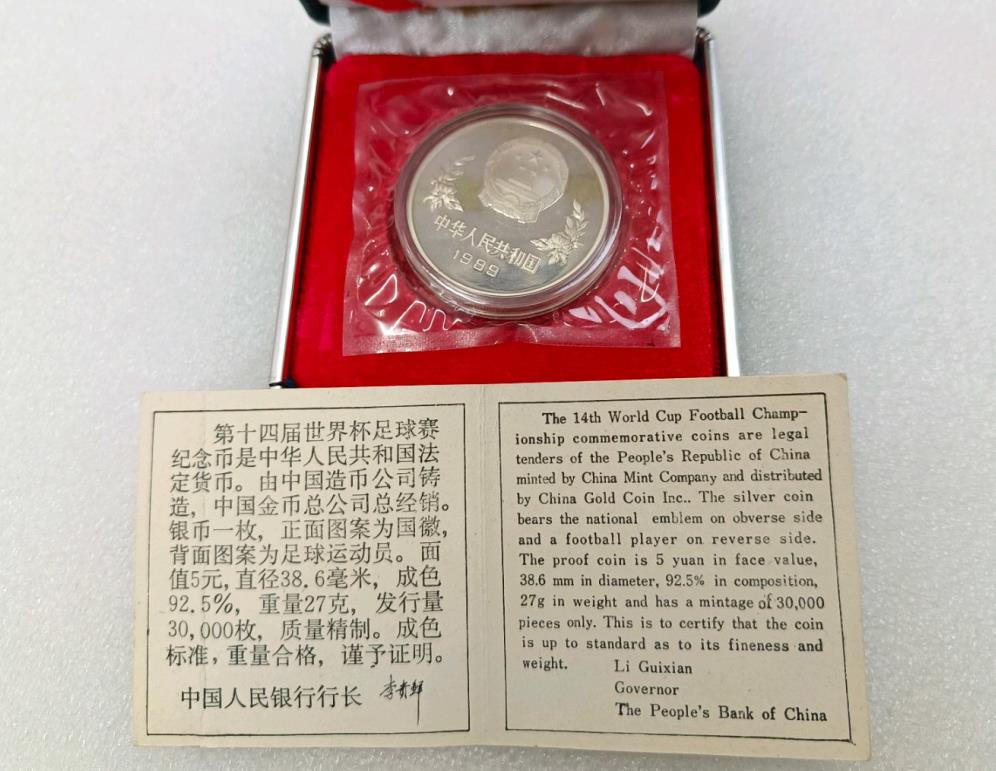 中华人民共和国
1989
第十四届世界杯足球赛
纪念币是中华人民共和国法
定货币。由中国造币公司铸
造，中国金币总公司总经销。
银币一枚，正面图案为国徽，
背面图案为足球运动员。面
值5元,直径38.6毫米，成色
92.5%，重量27克，发行量
30,000枚，质量精制。成色
标准，重量合格，谨予证明。
中国人民银行行长 李贵鲜
The 14th World Cup Football Champ-
ionship commemorative coins are legal
tenders of the People's Republic of China
minted by China Mint Company and distributed
by China Gold Coin Inc.. The silver coin
bears the national emblem on obverse side
and a football player on reverse side.
The proof coin is 5 yuan in face value,
38.6 mm in diameter, 92.5% in composition,
27g in weight and has a mintage of 30,000
pieces only. This is to certify that the coin
is up to standard as to its fineness and
weight.
Li Guixian
Governor
The People's Bank of China